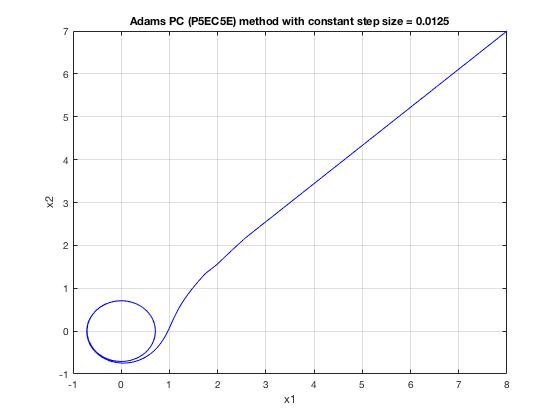 Adams PC (P5EC5E) method with constant step size = 0.0125
7
6
5
4
3
2
1
0
-1
x2
-1 0 1 2 3 4 5 6 7 8
x1